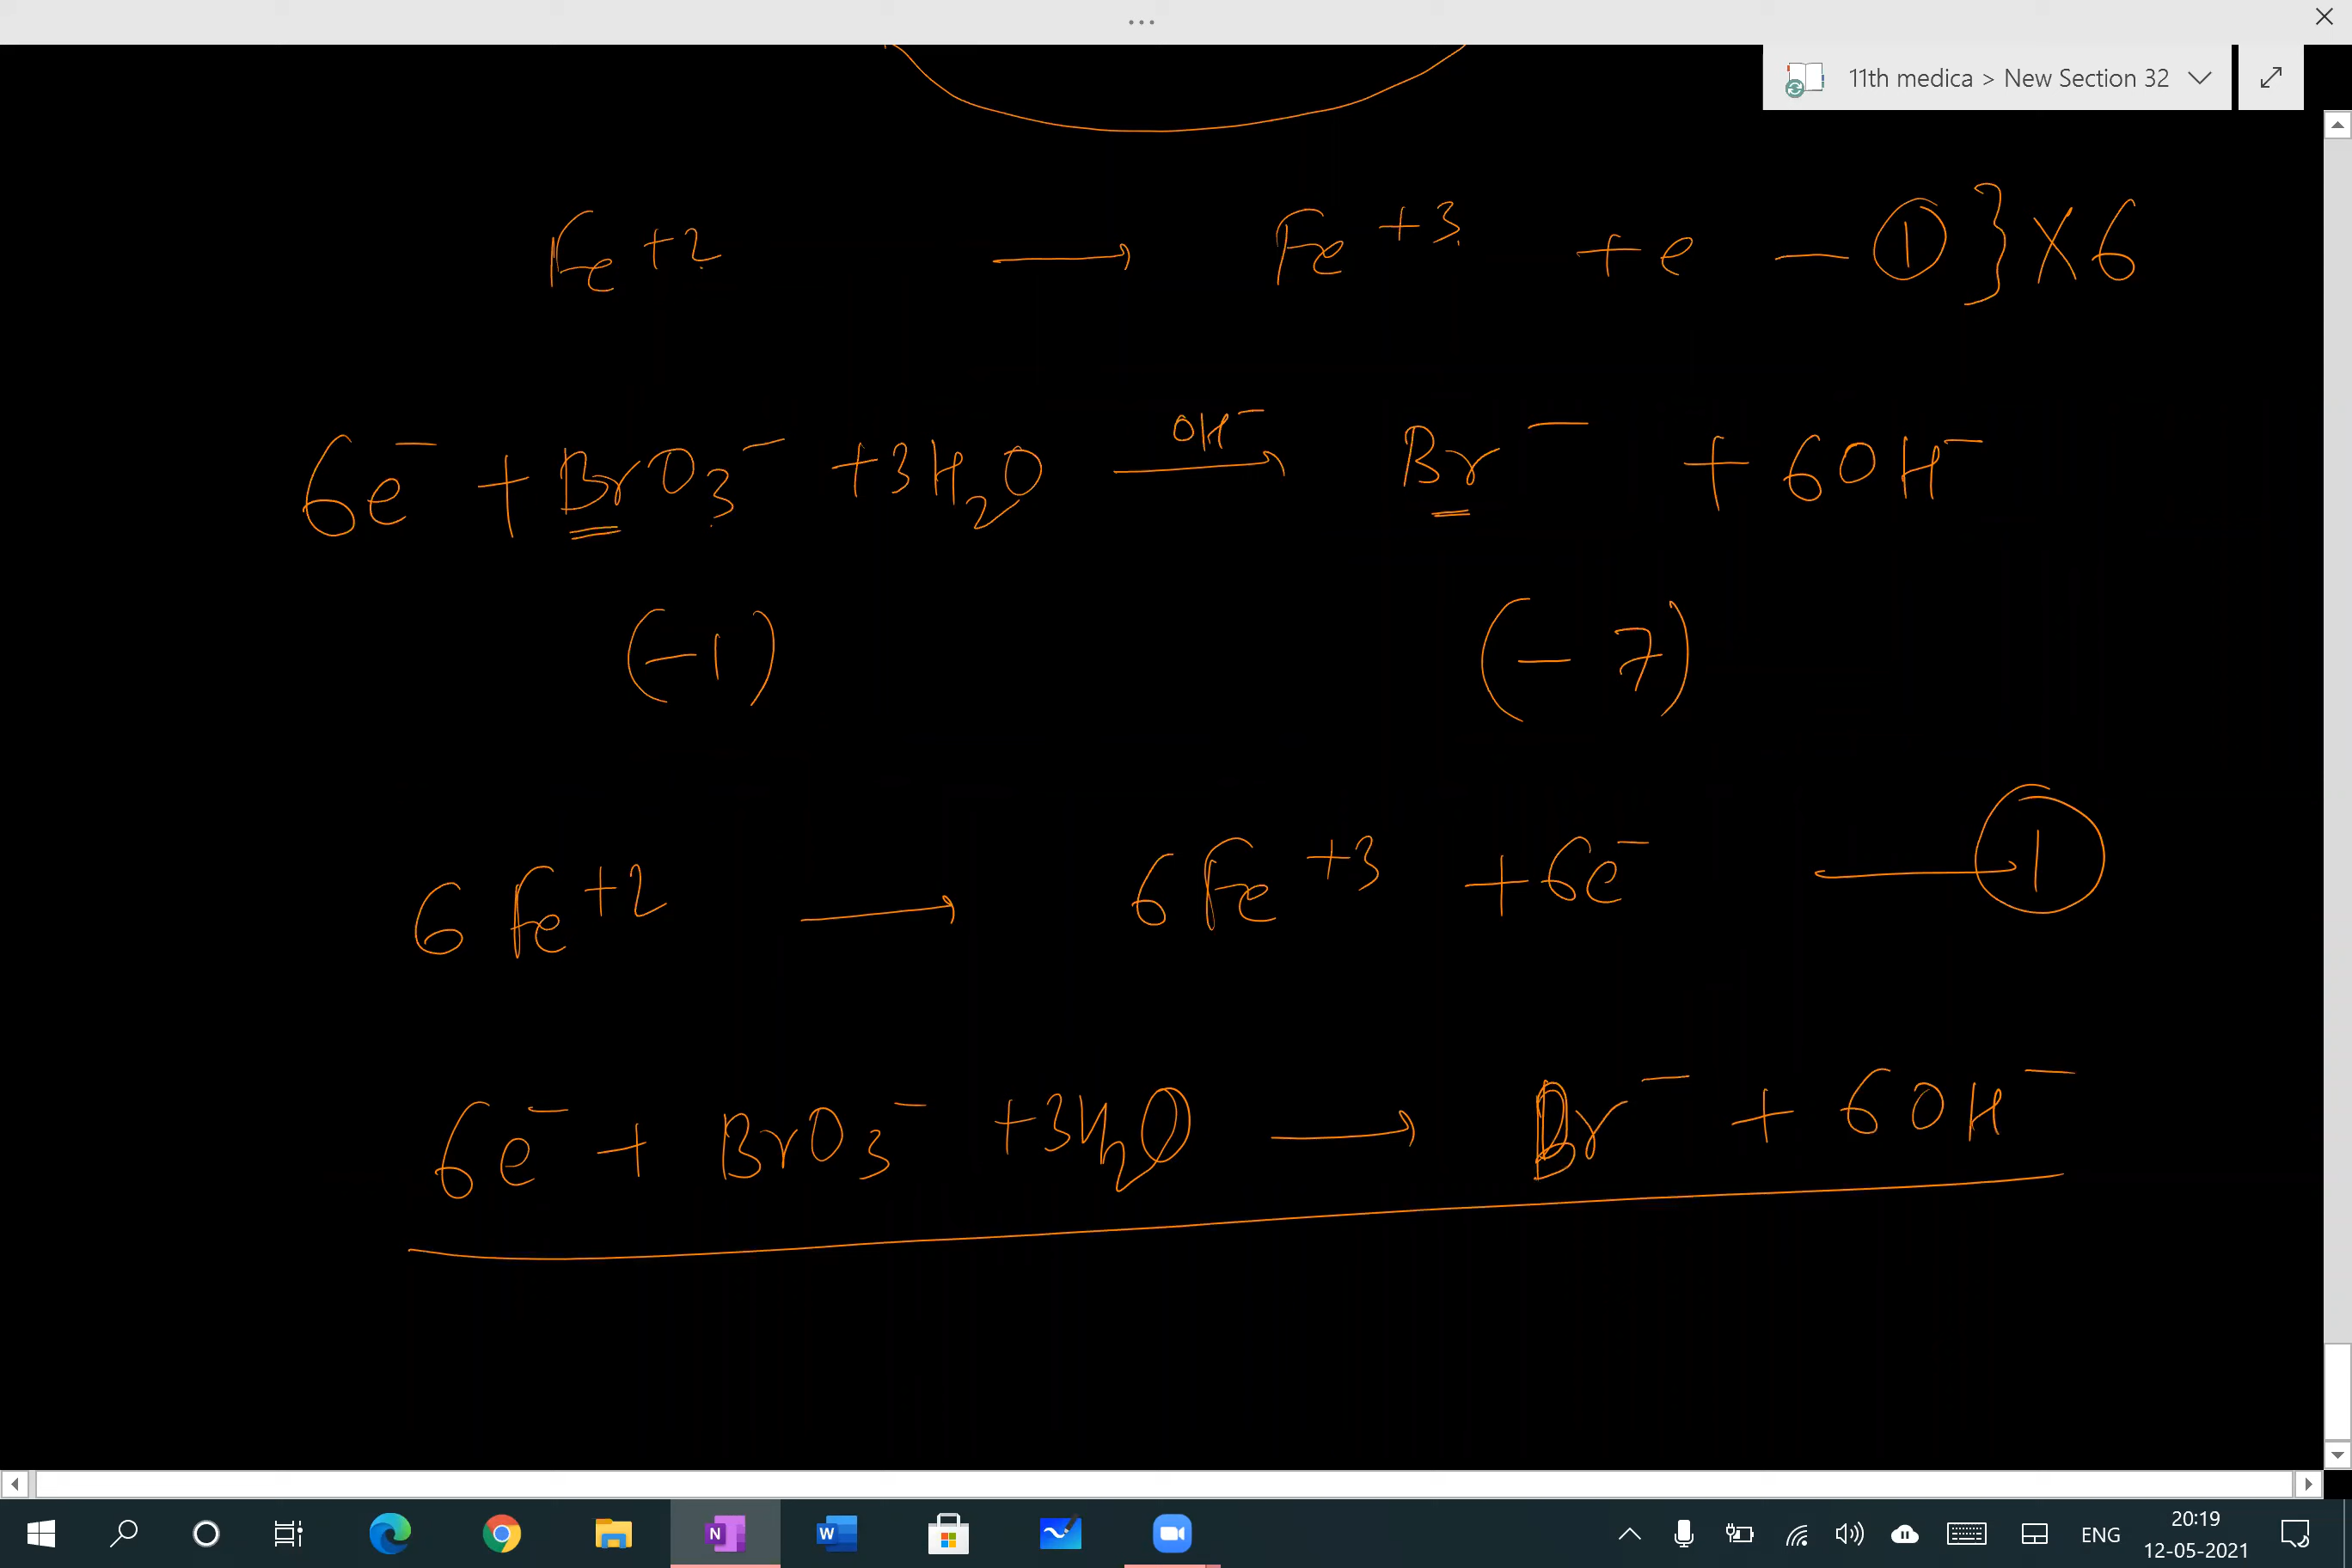 11th medica > New Section 32
Fe+2 ⟶ Fe+3 + e — ① } × 6
6e⁻ + BrO₃⁻ + 3H₂O ⟶ OH⁻ Br⁻ + 6OH⁻
(−1) (−7)
6Fe+2 ⟶ 6Fe+3 + 6e⁻ — ①
6e⁻ + BrO₃⁻ + 3H₂O ⟶ Br⁻ + 6OH⁻
ENG 20:19
12-05-2021